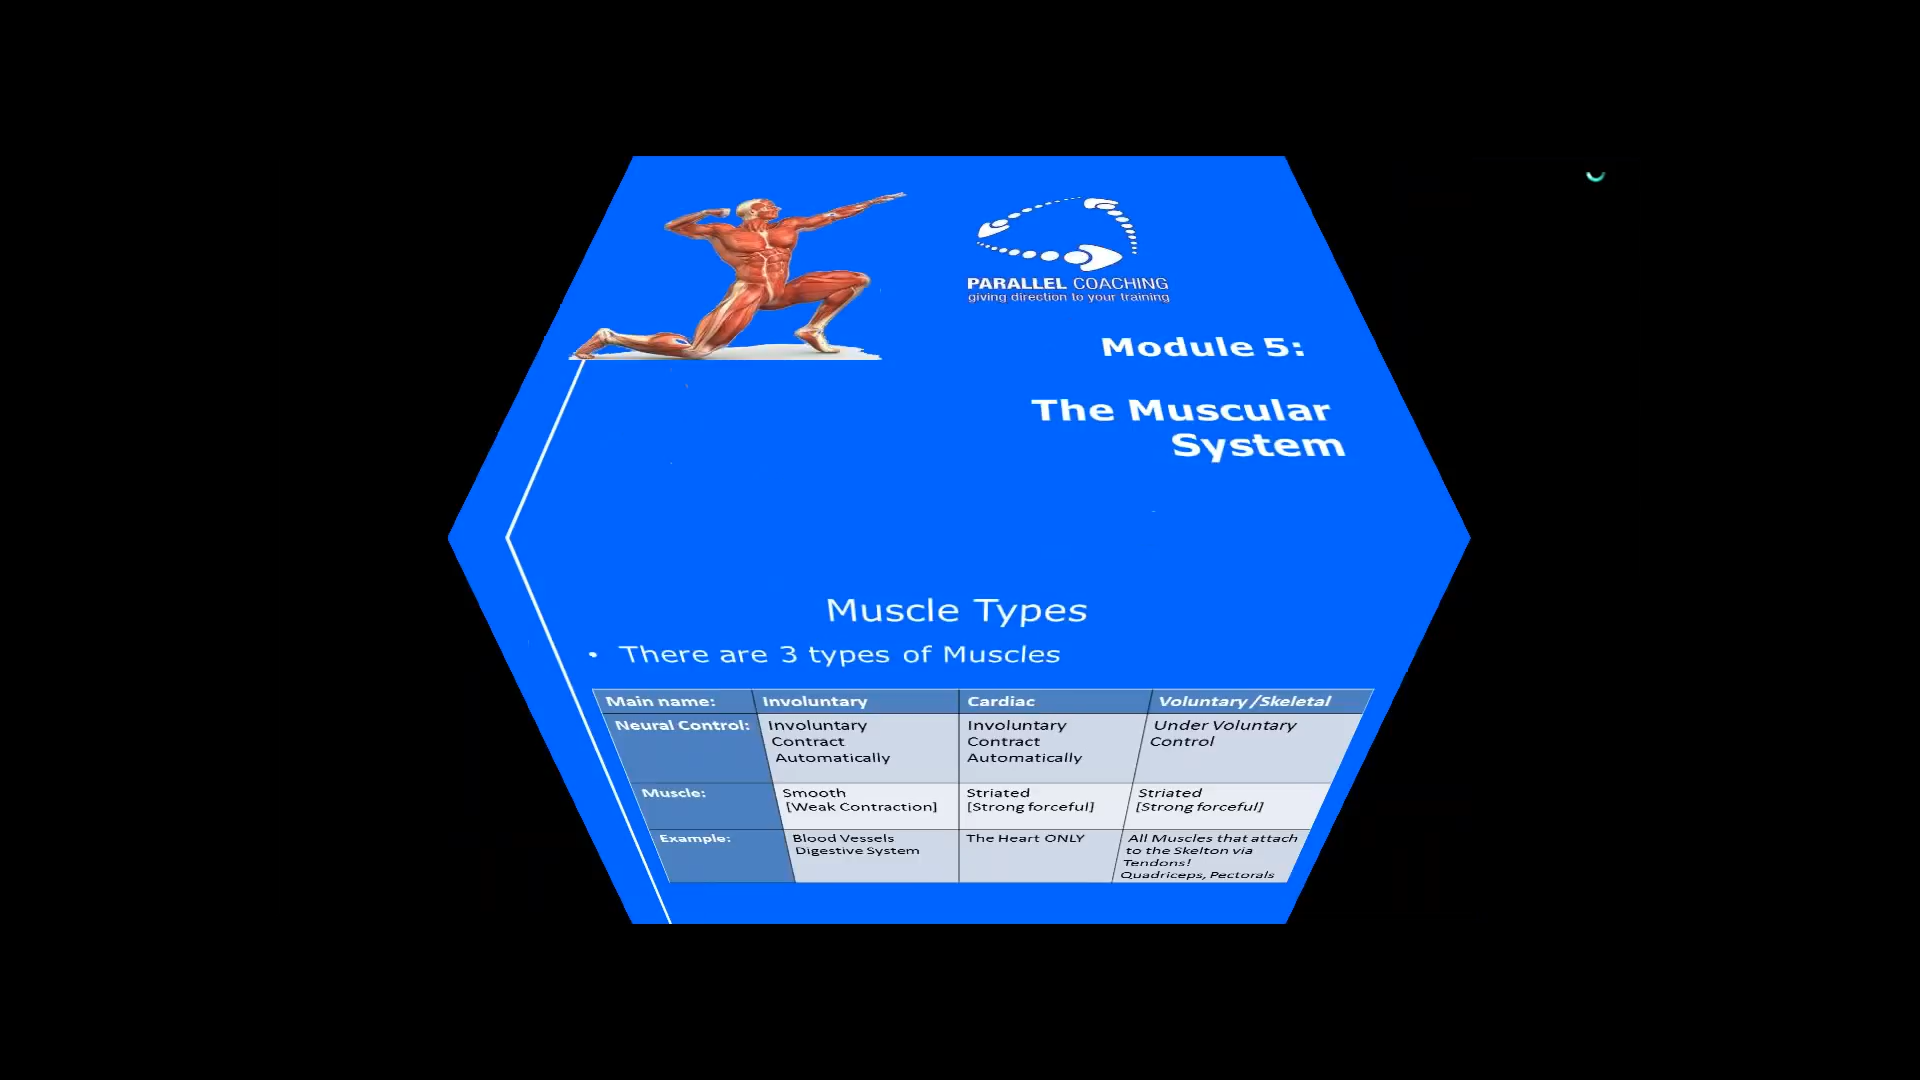 PARALLEL COACHING
giving direction to your training
Module 5:
The Muscular
System
Muscle Types
• There are 3 types of Muscles
Main name: Involuntary Cardiac Voluntary /Skeletal
Neural Control: Involuntary Involuntary Under Voluntary
Contract Contract Control
Automatically Automatically
Muscle: Smooth Striated Striated
[Weak Contraction] [Strong forceful] [Strong forceful]
Example: Blood Vessels The Heart ONLY All Muscles that attach
Digestive System to the Skelton via
Tendons!
Quadriceps, Pectorals